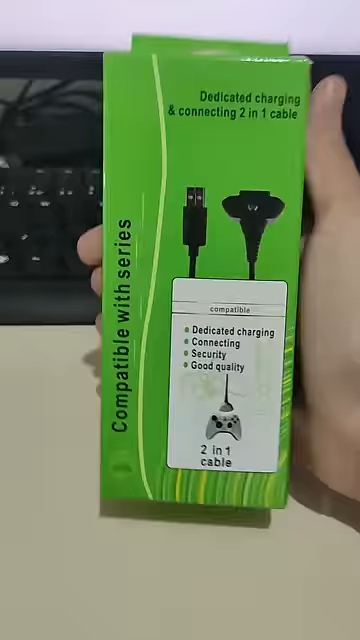 Dedicated charging
& connecting 2 in 1 cable
Compatible with series
compatible
Dedicated charging
Connecting
Security
Good quality
2 in 1
cable